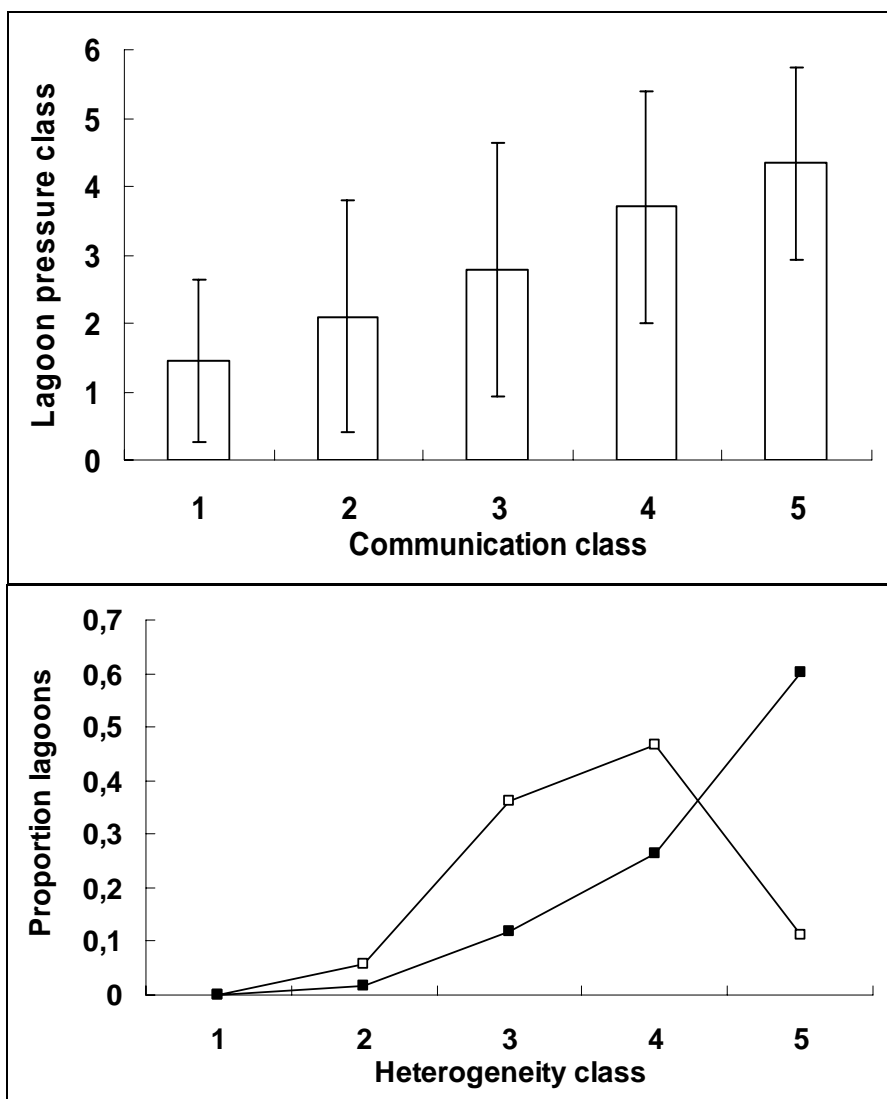 Lagoon pressure class
6
5
4
3
2
1
0
1 2 3 4 5
Communication class
Proportion lagoons
0,7
0,6
0,5
0,4
0,3
0,2
0,1
0
1 2 3 4 5
Heterogeneity class